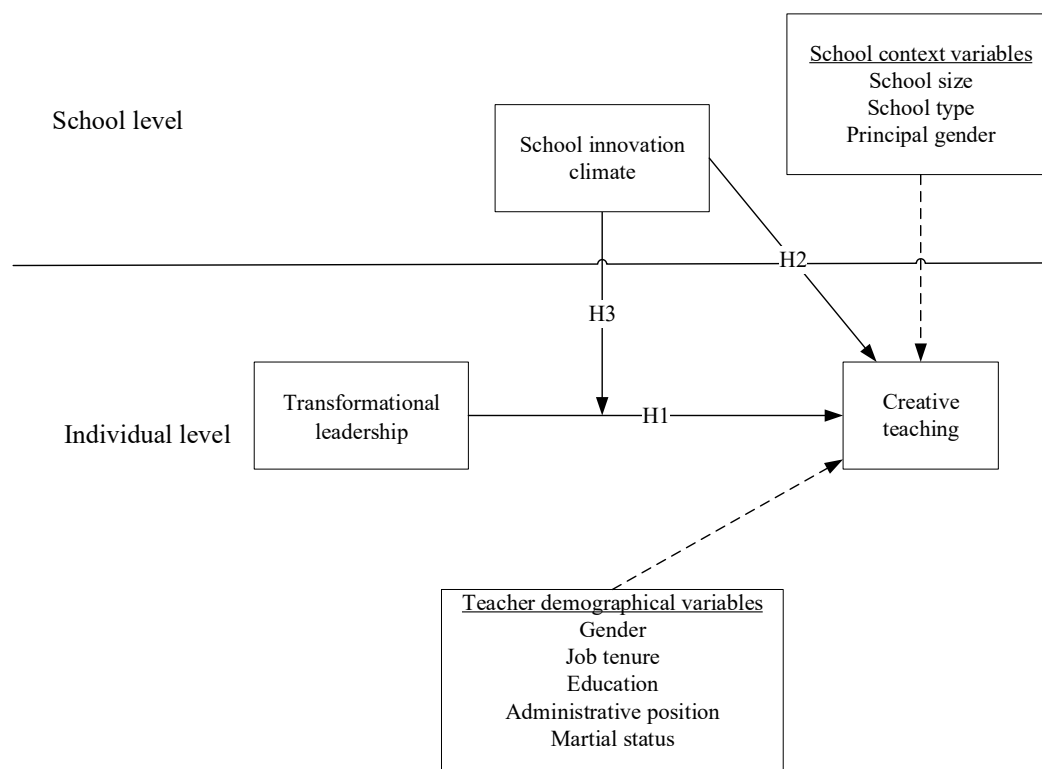 School context variables
School size
School type
Principal gender
School level
School innovation
climate
H2
H3
Transformational
leadership
H1
Creative
teaching
Individual level
Teacher demographical variables
Gender
Job tenure
Education
Administrative position
Martial status